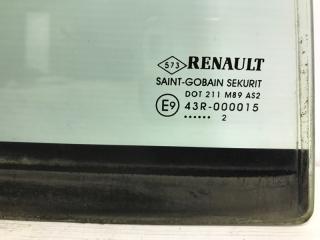 573 RENAULT
SAINT-GOBAIN SEKURIT
DOT 211 M89 AS2
E9 43R-000015
•••••• 2